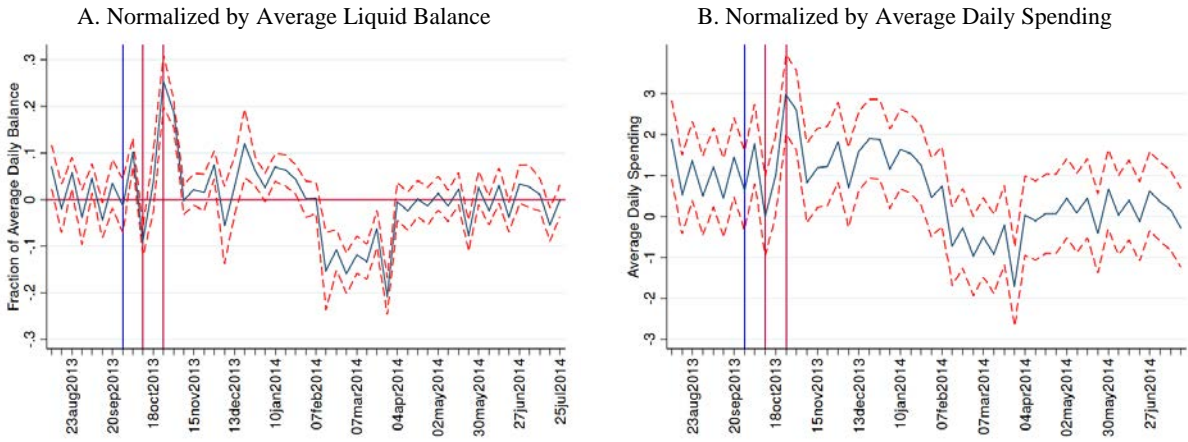 A. Normalized by Average Liquid Balance
Fraction of Average Daily Balance
.3
.2
.1
0
-.1
-.2
-.3
23aug2013
20sep2013
18oct2013
15nov2013
13dec2013
10jan2014
07feb2014
07mar2014
04apr2014
02may2014
30may2014
27jun2014
25jul2014
B. Normalized by Average Daily Spending
Average Daily Spending
3
2
1
0
-1
-2
-3
23aug2013
20sep2013
18oct2013
15nov2013
13dec2013
10jan2014
07feb2014
07mar2014
04apr2014
02may2014
30may2014
27jun2014